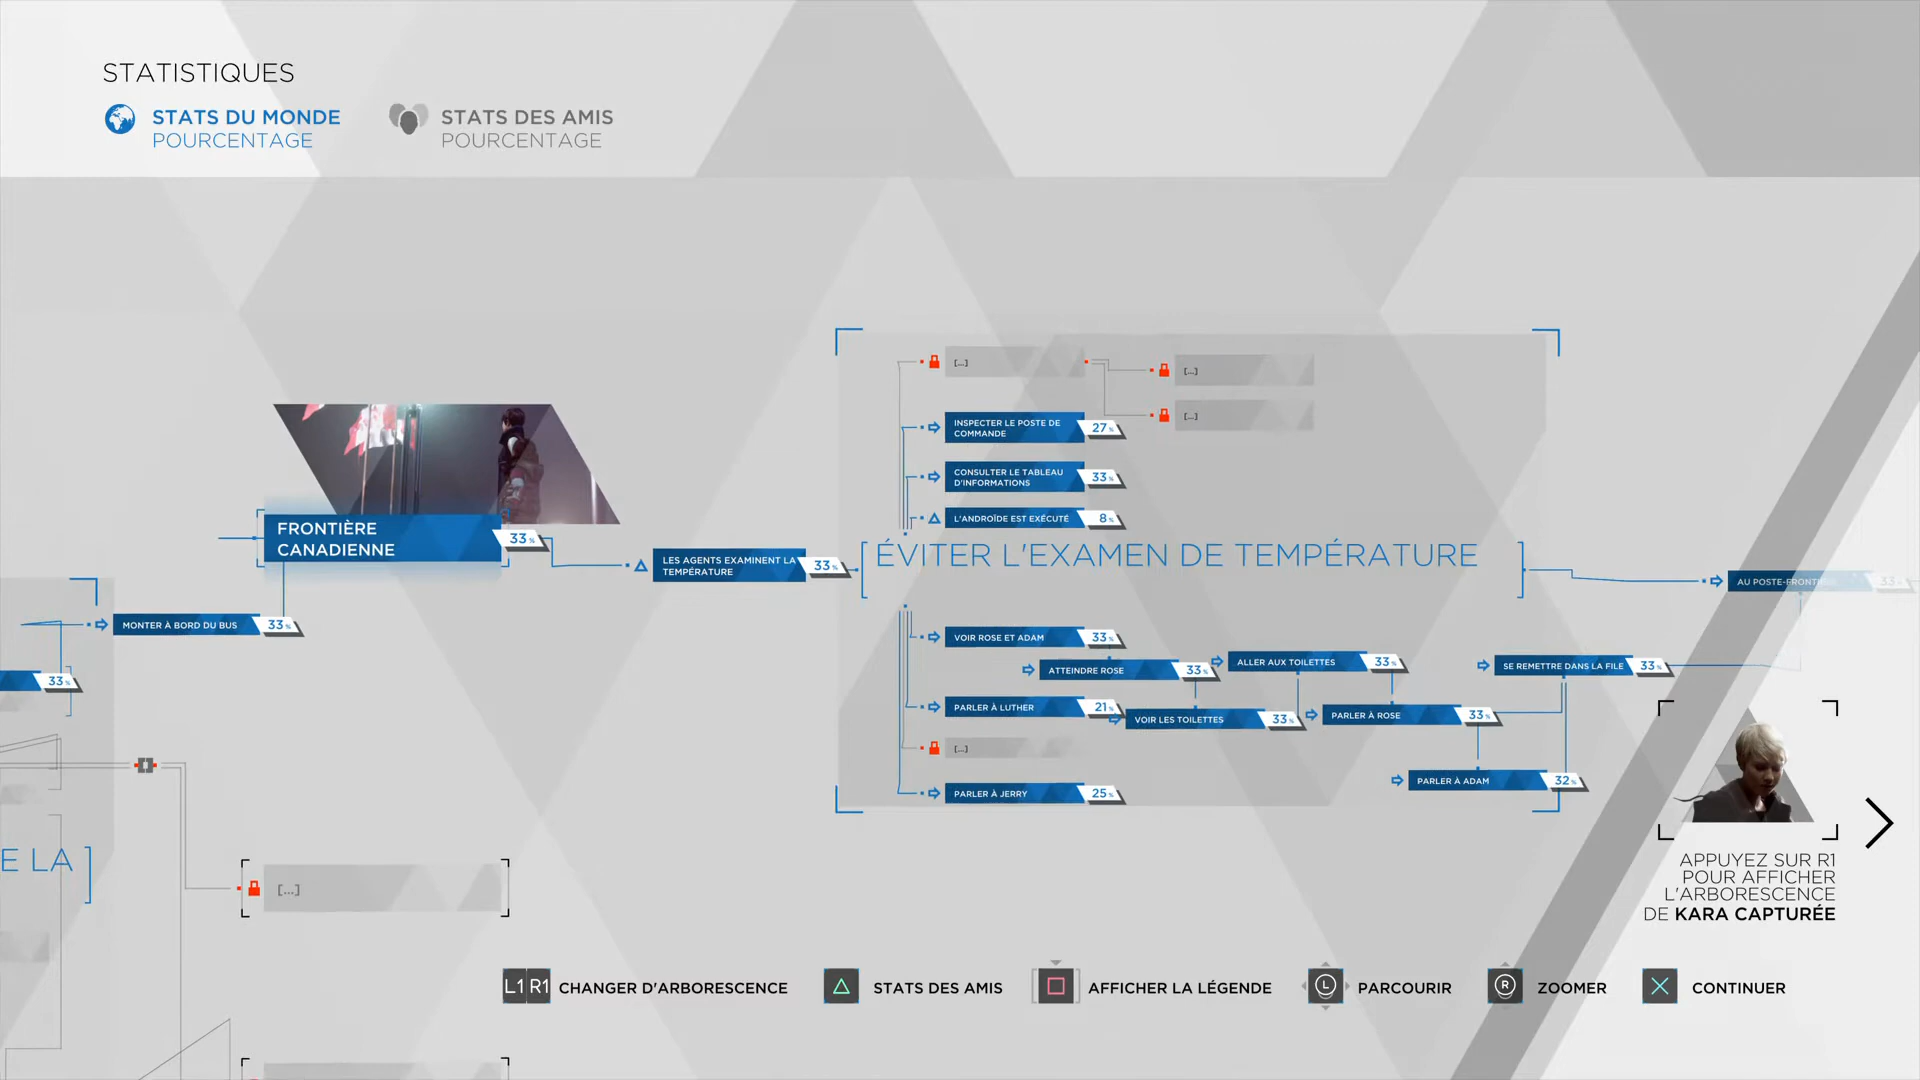 STATISTIQUES
STATS DU MONDE
POURCENTAGE
STATS DES AMIS
POURCENTAGE
[...]
[...]
[...]
INSPECTER LE POSTE DE
COMMANDE
27%
CONSULTER LE TABLEAU
D'INFORMATIONS
33%
L'ANDROÏDE EST EXÉCUTÉ
8%
FRONTIÈRE
CANADIENNE
33%
LES AGENTS EXAMINENT LA
TEMPÉRATURE
33%
ÉVITER L'EXAMEN DE TEMPÉRATURE
AU POSTE-FRONTI
33%
MONTER À BORD DU BUS
33%
33%
VOIR ROSE ET ADAM
33%
ATTEINDRE ROSE
33%
ALLER AUX TOILETTES
33%
SE REMETTRE DANS LA FILE
33%
PARLER À LUTHER
21%
VOIR LES TOILETTES
33%
PARLER À ROSE
33%
[...]
PARLER À JERRY
25%
PARLER À ADAM
32%
E LA
[...]
APPUYEZ SUR R1
POUR AFFICHER
L'ARBORESCENCE
DE KARA CAPTURÉE
L1 R1 CHANGER D'ARBORESCENCE
STATS DES AMIS
AFFICHER LA LÉGENDE
L PARCOURIR
R ZOOMER
CONTINUER